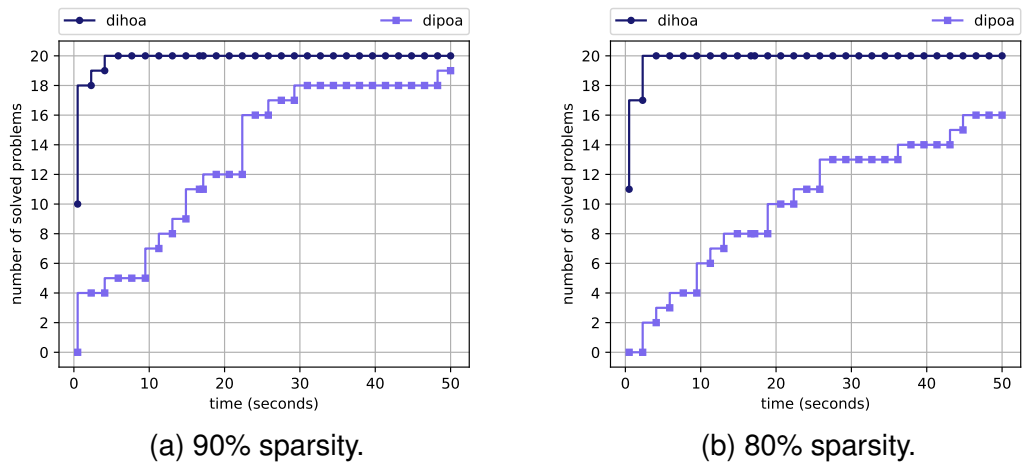 dihoa dipoa
20
18
16
14
12
10
8
6
4
2
0
number of solved problems
0 10 20 30 40 50
time (seconds)
(a) 90% sparsity.
dihoa dipoa
20
18
16
14
12
10
8
6
4
2
0
number of solved problems
0 10 20 30 40 50
time (seconds)
(b) 80% sparsity.